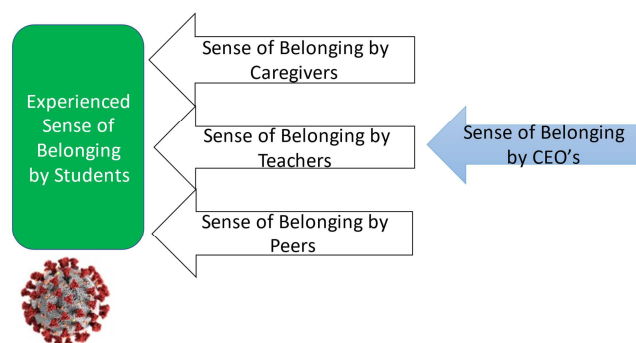 Experienced
Sense of
Belonging
by Students
Sense of Belonging by
Caregivers
Sense of Belonging by
Teachers
Sense of Belonging by
Peers
Sense of Belonging
by CEO's